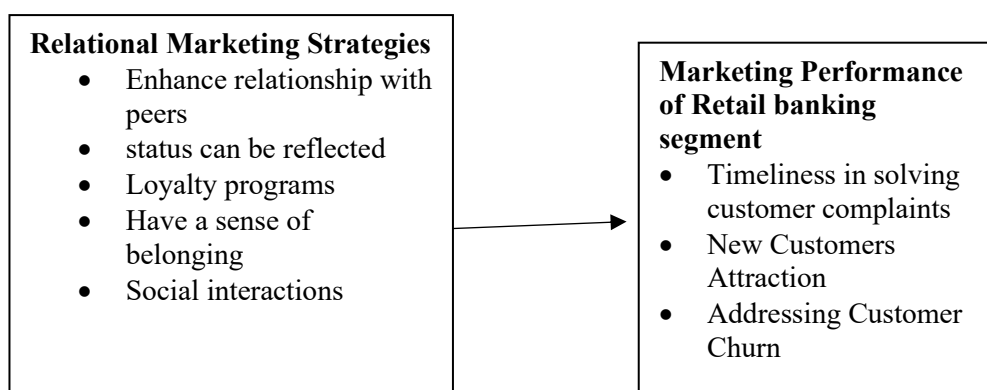 Relational Marketing Strategies
• Enhance relationship with
peers
• status can be reflected
• Loyalty programs
• Have a sense of
belonging
• Social interactions
Marketing Performance
of Retail banking
segment
• Timeliness in solving
customer complaints
• New Customers
Attraction
• Addressing Customer
Churn